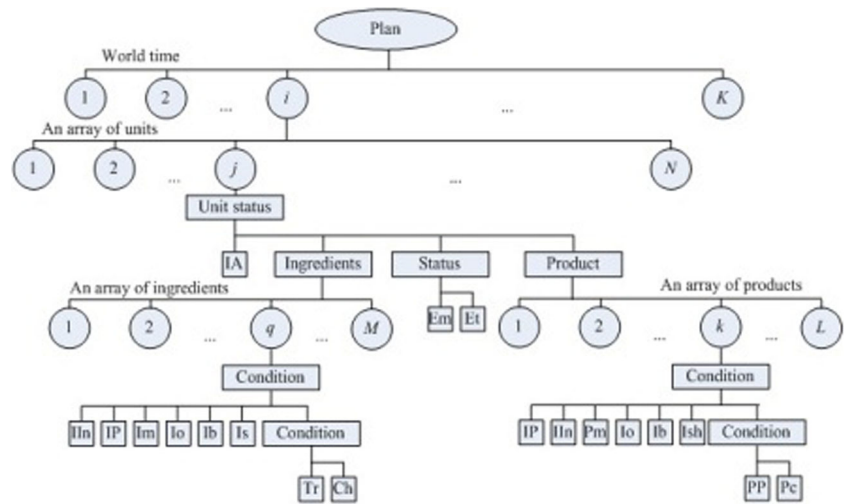 Plan
World time
1 2 ... i ... K
An array of units
1 2 ... j ... N
Unit status
IA Ingredients Status Product
An array of ingredients An array of products
Em Et
1 2 ... q ... M 1 2 ... k ... L
Condition Condition
IIn IP Im Io Ib Is Condition IP IIn Pm Io Ib Ish Condition
Tr Ch PP Pc